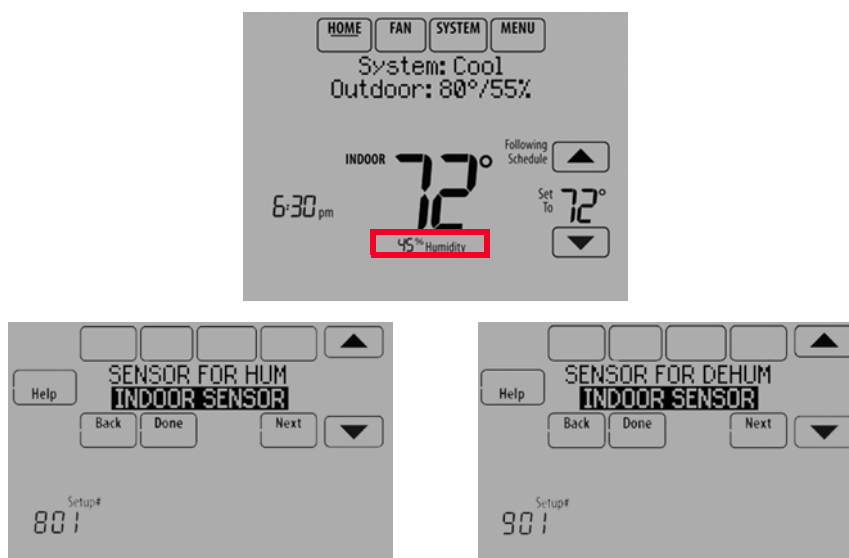 HOME FAN SYSTEM MENU
System: Cool
Outdoor: 80°/55%
Following
Schedule
INDOOR 72°
6:30 pm
Set
To 72°
45% Humidity
SENSOR FOR HUM
Help
INDOOR SENSOR
Back Done Next
Setup#
801
SENSOR FOR DEHUM
Help
INDOOR SENSOR
Back Done Next
Setup#
901